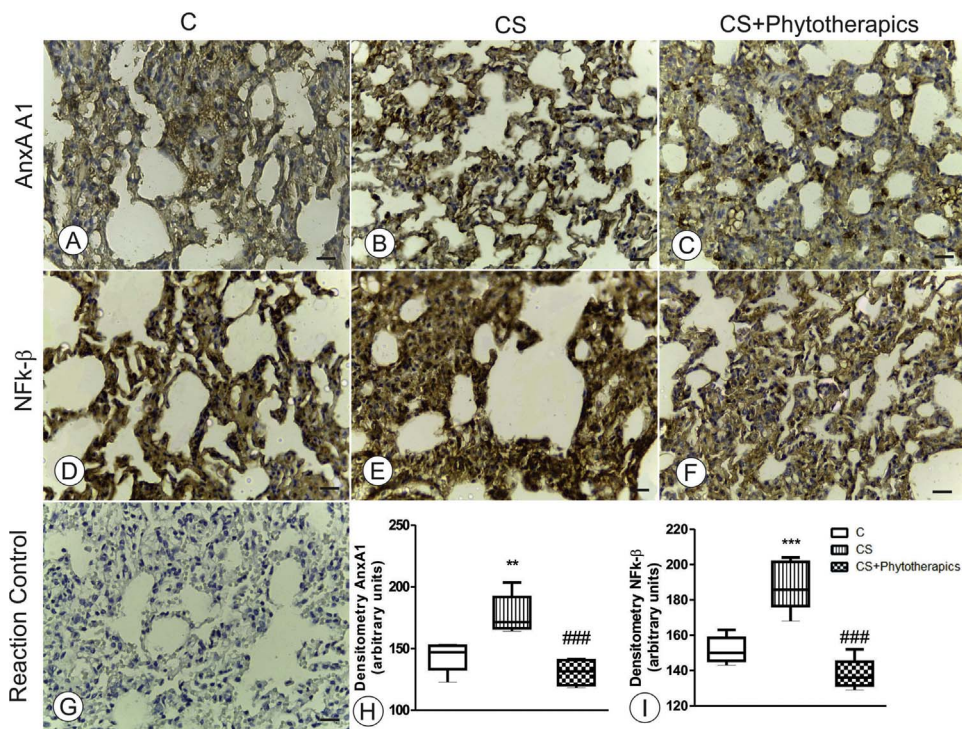 C
CS
CS+Phytotherapics
AnxA A1
A
B
C
NFk-β
D
E
F
Reaction Control
G
Densitometry AnxA1
(arbitrary units)
250
200
150
100
**
###
H
Densitometry NFk-β
(arbitrary units)
220
200
180
160
140
120
***
###
C
CS
CS+Phytotherapics
I